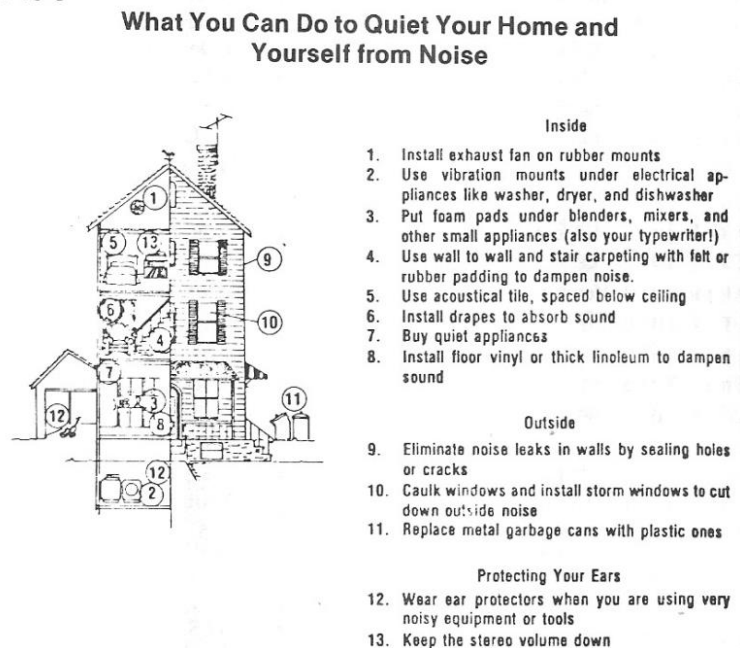 What You Can Do to Quiet Your Home and
Yourself from Noise
1
5
13
9
6
10
4
7
11
12
3
8
12
2
Inside
1. Install exhaust fan on rubber mounts
2. Use vibration mounts under electrical ap-
pliances like washer, dryer, and dishwasher
3. Put foam pads under blenders, mixers, and
other small appliances (also your typewriter!)
4. Use wall to wall and stair carpeting with felt or
rubber padding to dampen noise.
5. Use acoustical tile, spaced below ceiling
6. Install drapes to absorb sound
7. Buy quiet appliances
8. Install floor vinyl or thick linoleum to dampen
sound
Outside
9. Eliminate noise leaks in walls by sealing holes
or cracks
10. Caulk windows and install storm windows to cut
down outside noise
11. Replace metal garbage cans with plastic ones
Protecting Your Ears
12. Wear ear protectors when you are using very
noisy equipment or tools
13. Keep the stereo volume down